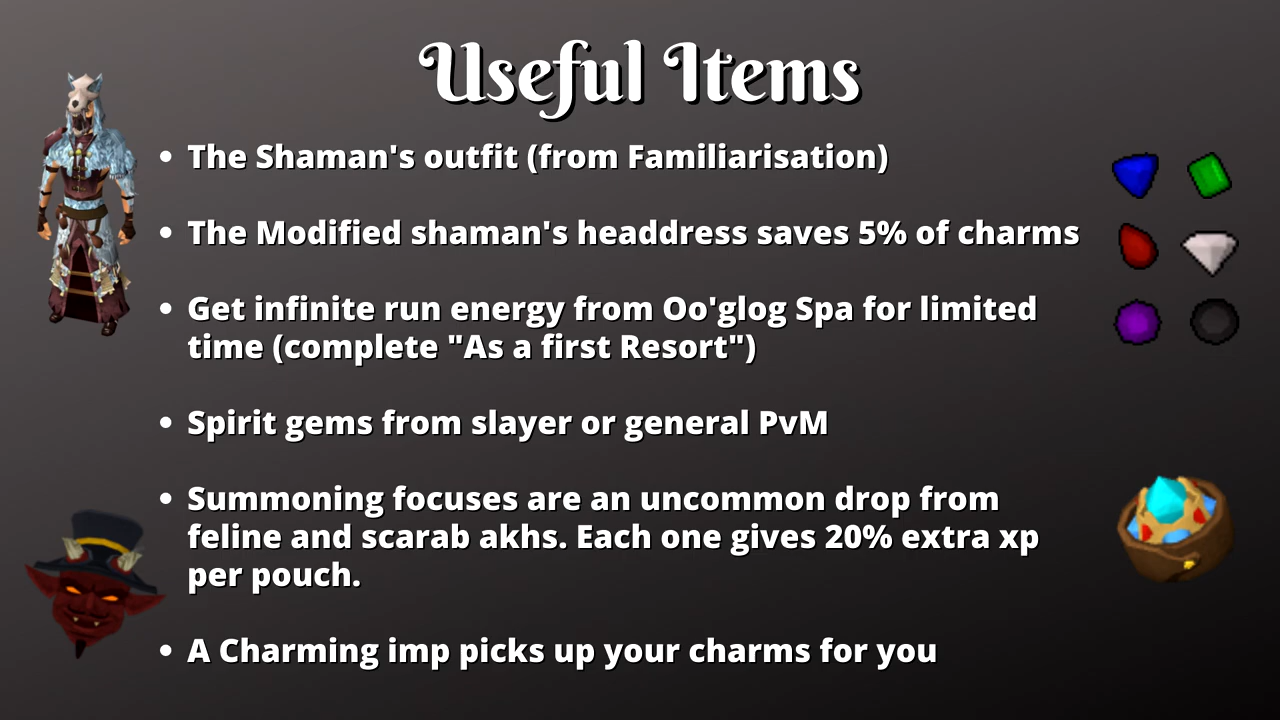 Useful Items
• The Shaman's outfit (from Familiarisation)
• The Modified shaman's headdress saves 5% of charms
• Get infinite run energy from Oo'glog Spa for limited
time (complete "As a first Resort")
• Spirit gems from slayer or general PvM
• Summoning focuses are an uncommon drop from
feline and scarab akhs. Each one gives 20% extra xp
per pouch.
• A Charming imp picks up your charms for you